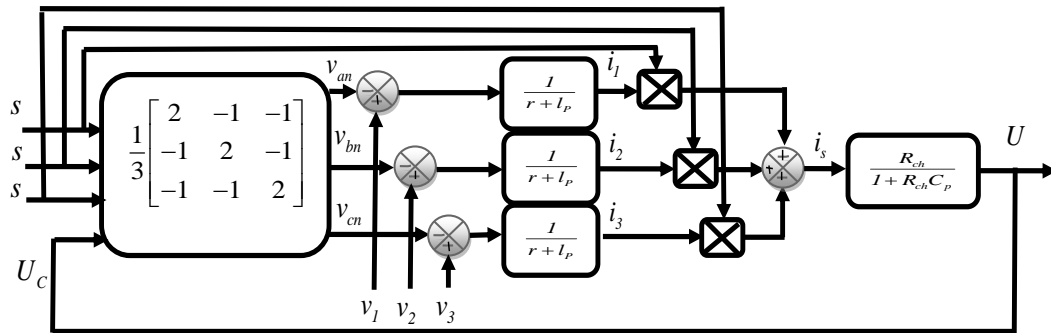 s
s
s
U_C
1/3 [ 2 -1 -1
-1 2 -1
-1 -1 2 ]
v_an
v_bn
v_cn
-
+
-
+
-
+
v_1
v_2
v_3
1
r + l_P
1
r + l_P
1
r + l_P
i_1
i_2
i_3
+
+
+
i_s
R_ch
1 + R_ch C_p
U